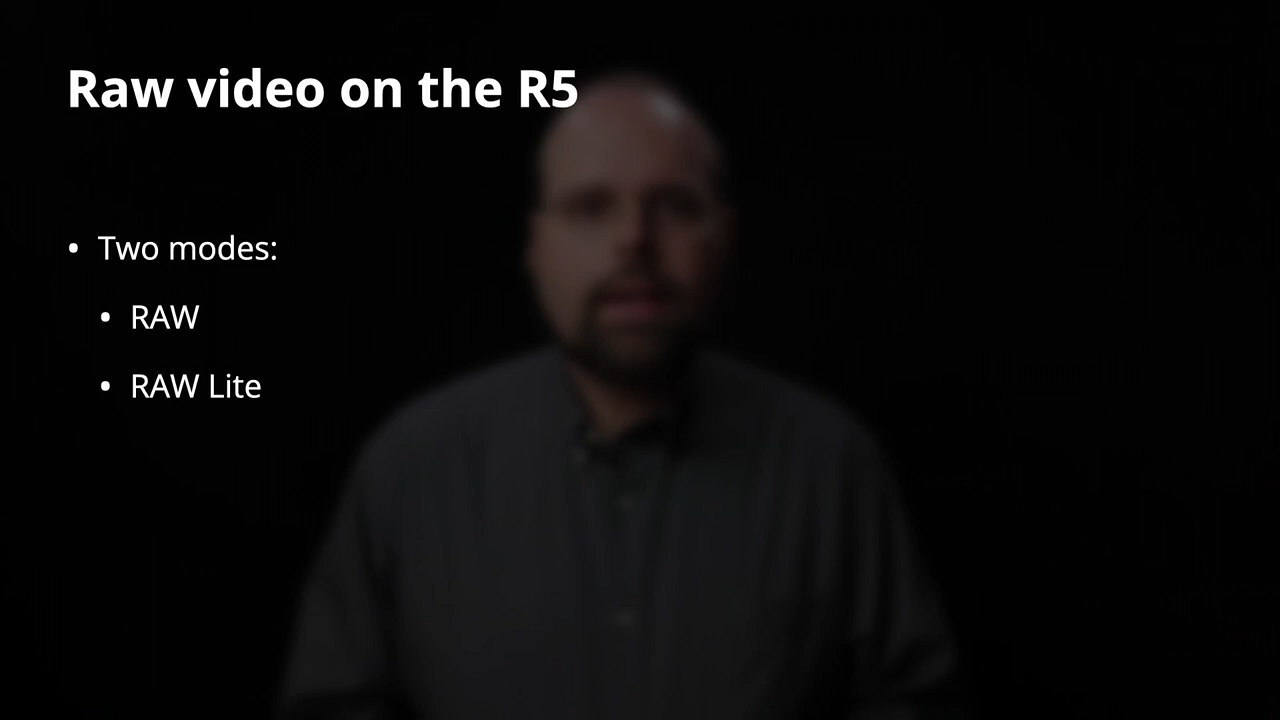 Raw video on the R5
• Two modes:
• RAW
• RAW Lite